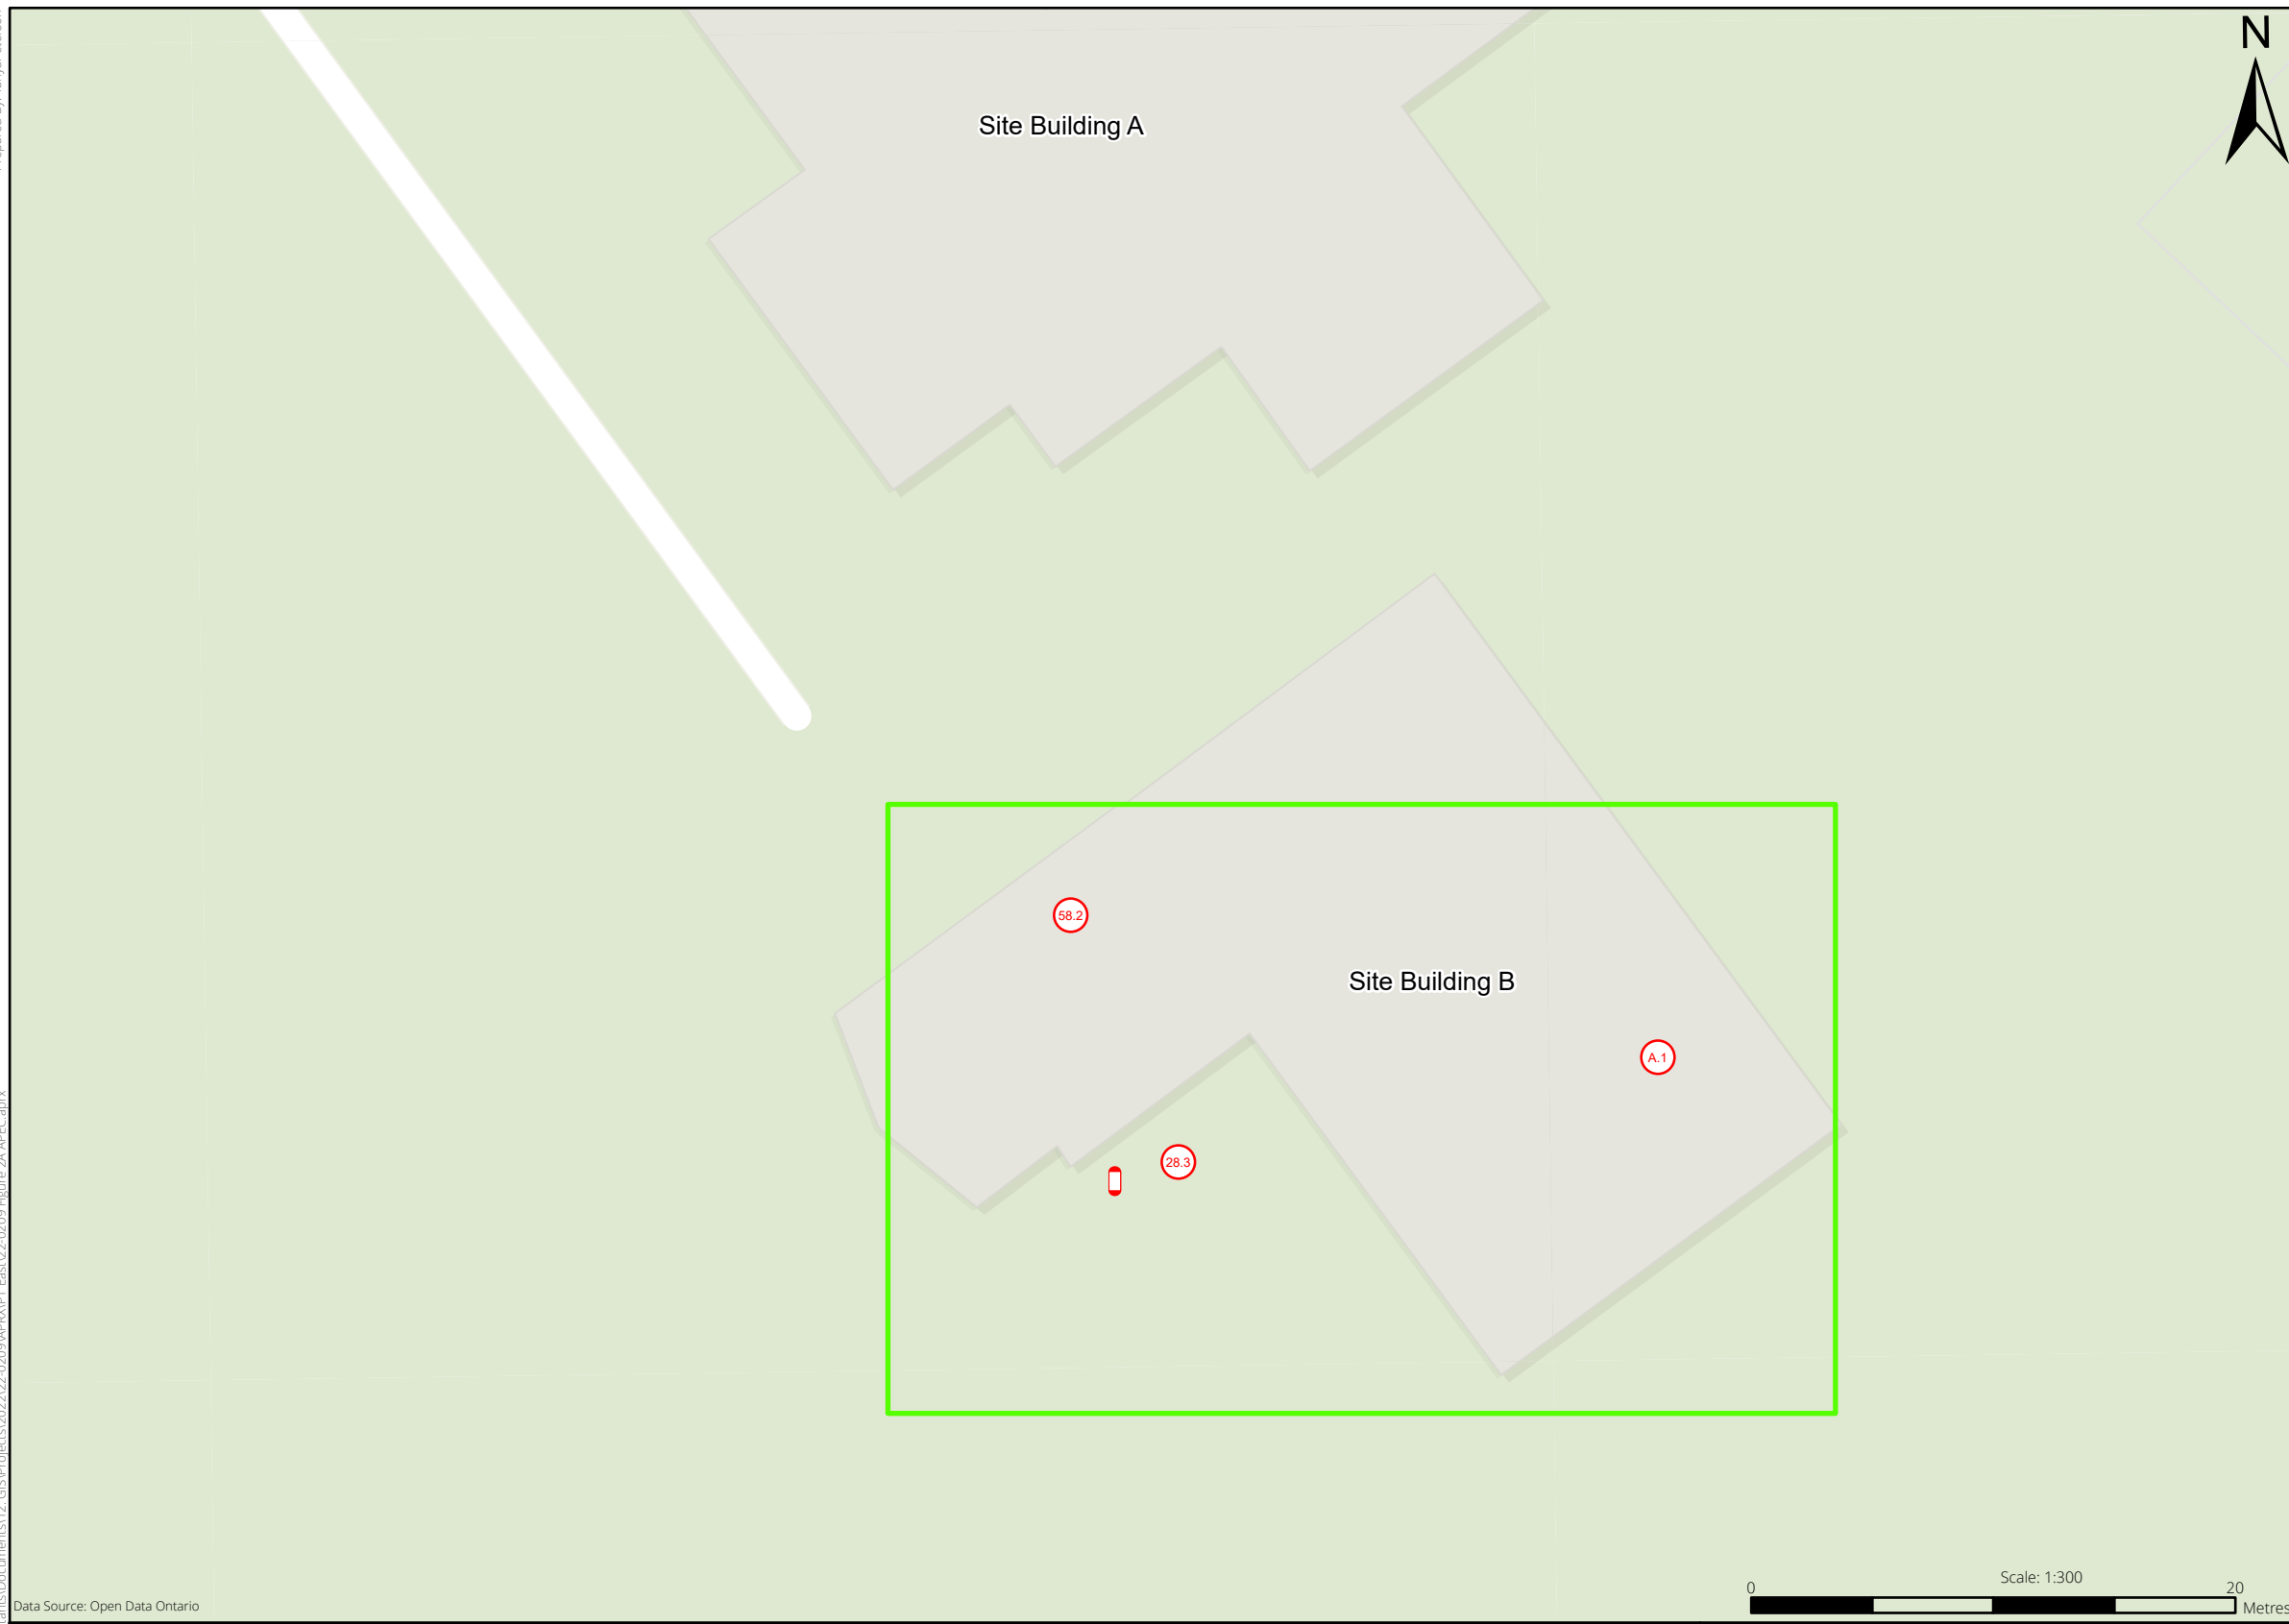 N
Site Building A
58.2
Site Building B
A.1
28.3
Scale: 1:300
0 20
Metres
Data Source: Open Data Ontario